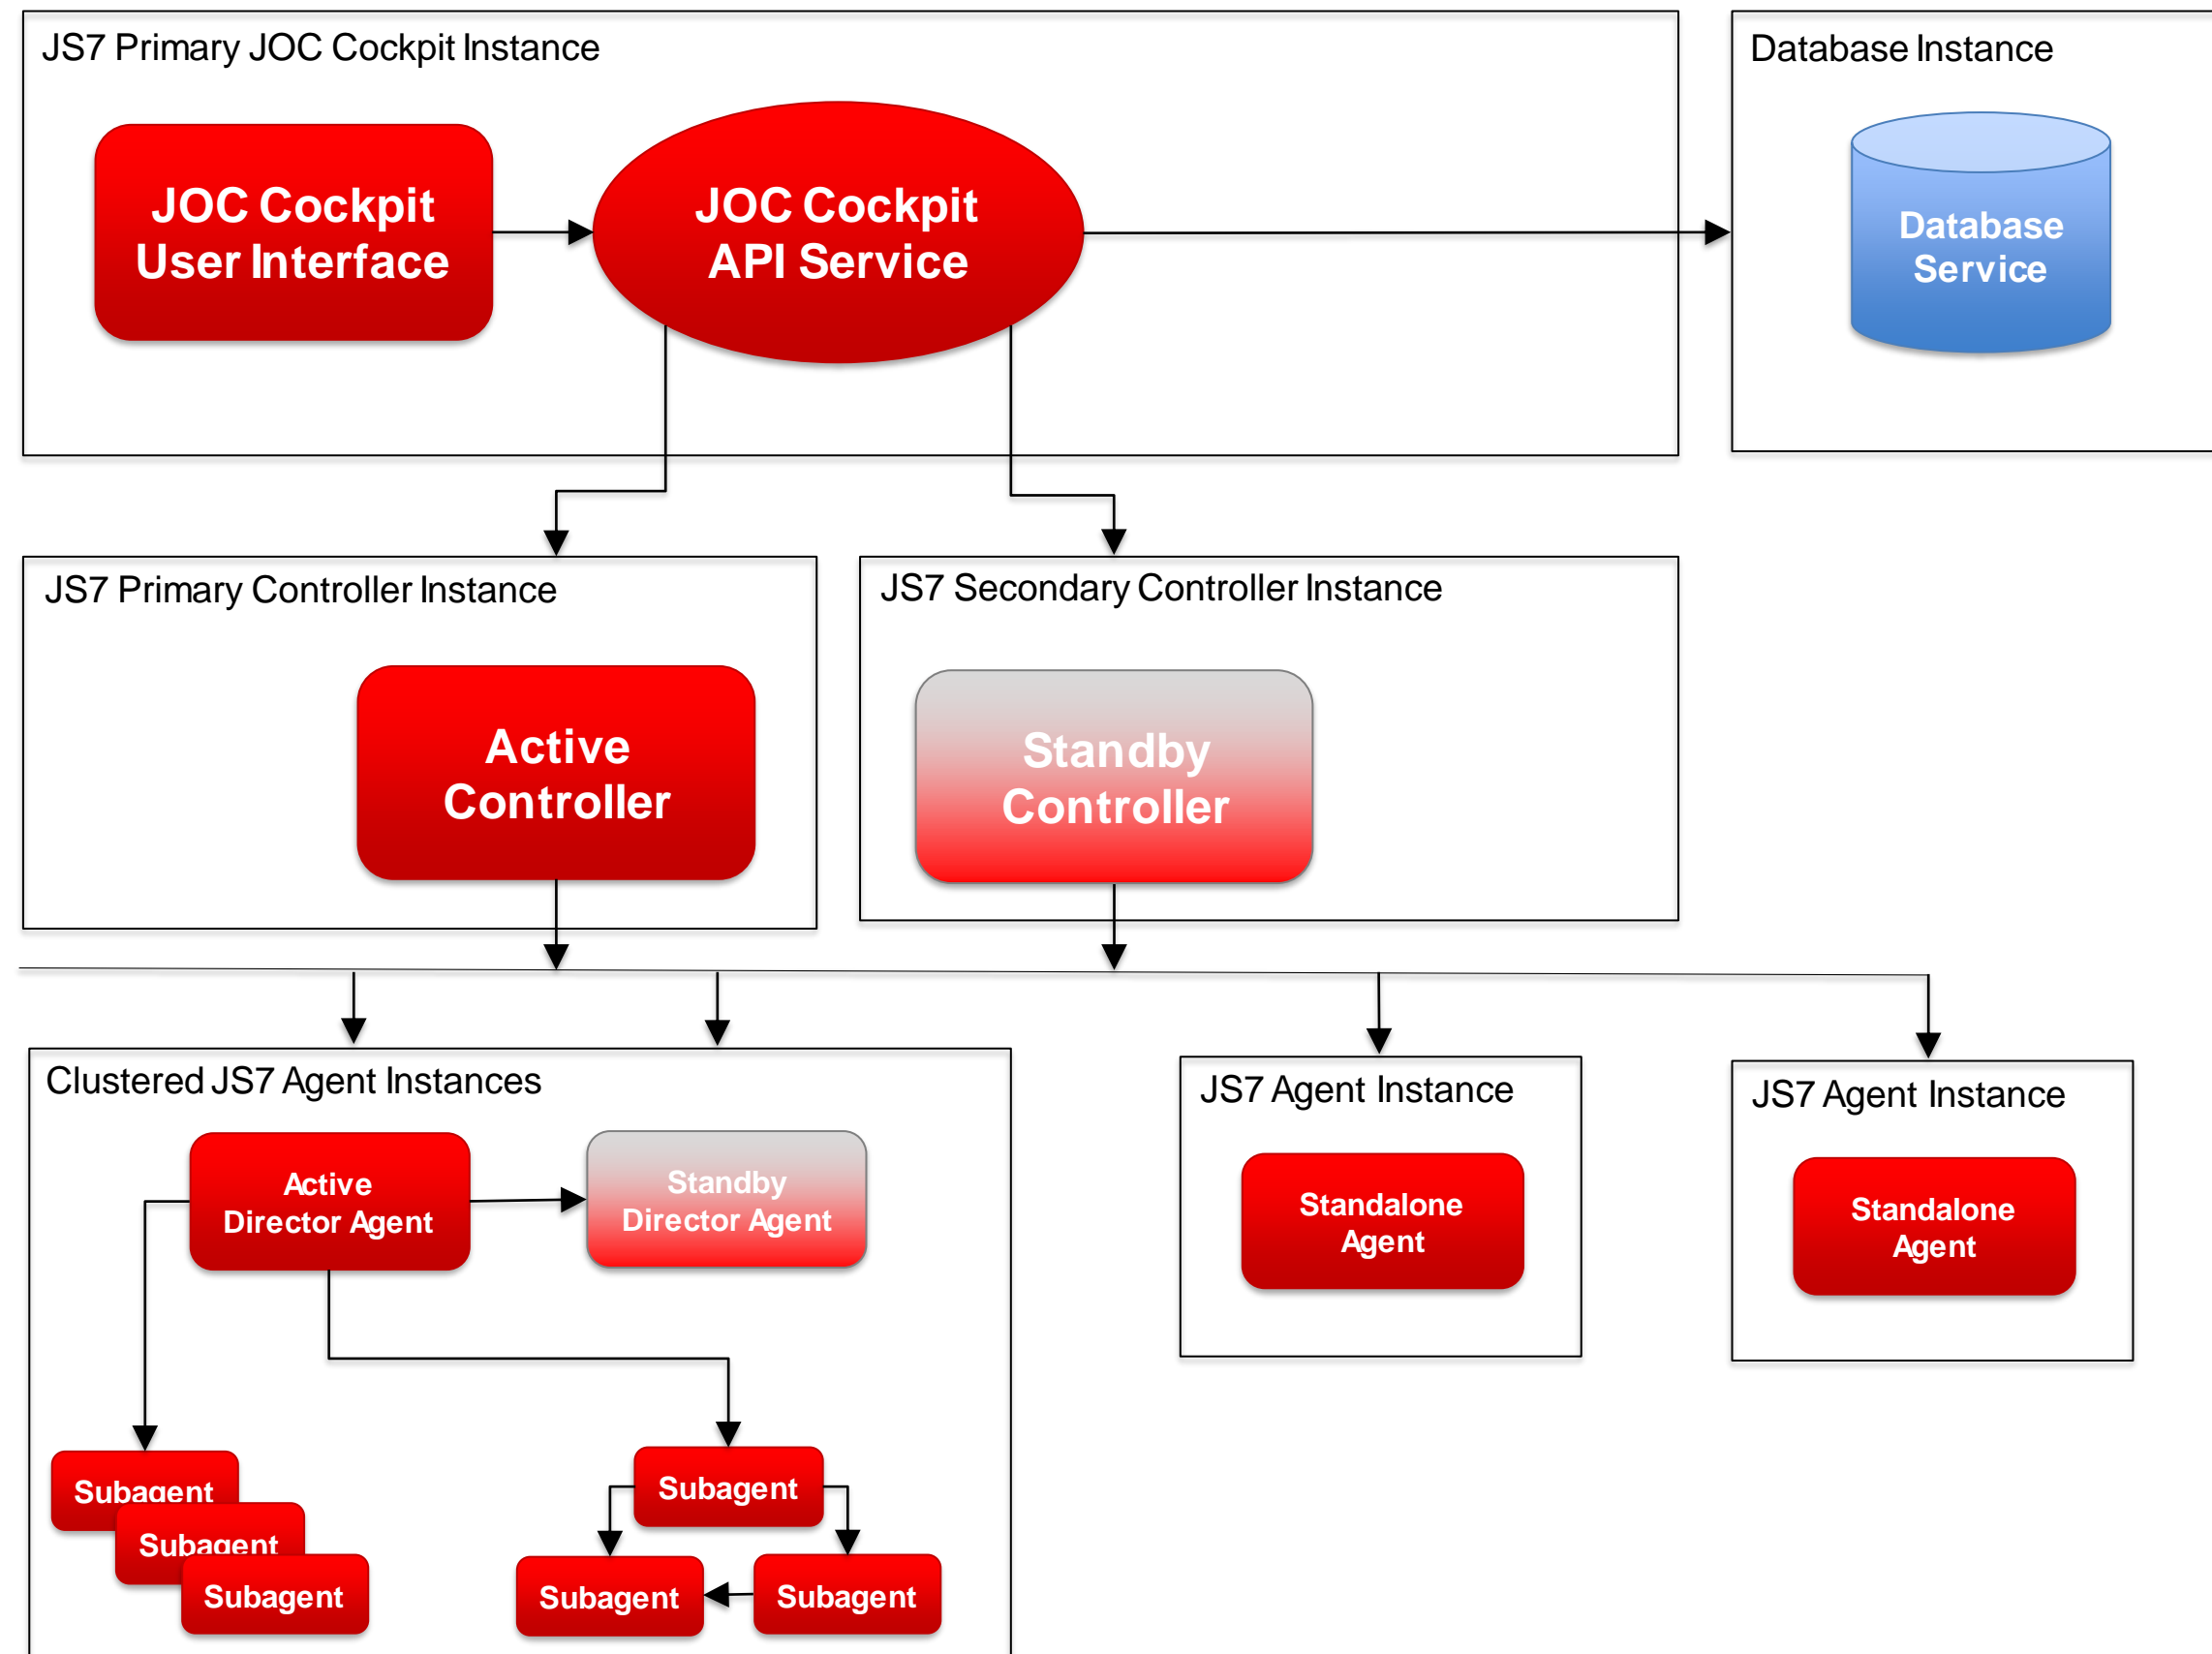 JS7 Primary JOC Cockpit Instance
Database Instance
JOC Cockpit
User Interface
JOC Cockpit
API Service
Database
Service
JS7 Primary Controller Instance
JS7 Secondary Controller Instance
Active
Controller
Standby
Controller
Clustered JS7 Agent Instances
JS7 Agent Instance
JS7 Agent Instance
Active
Director Agent
Standby
Director Agent
Standalone
Agent
Standalone
Agent
Subagent
Subagent
Subagent
Subagent
Subagent
Subagent